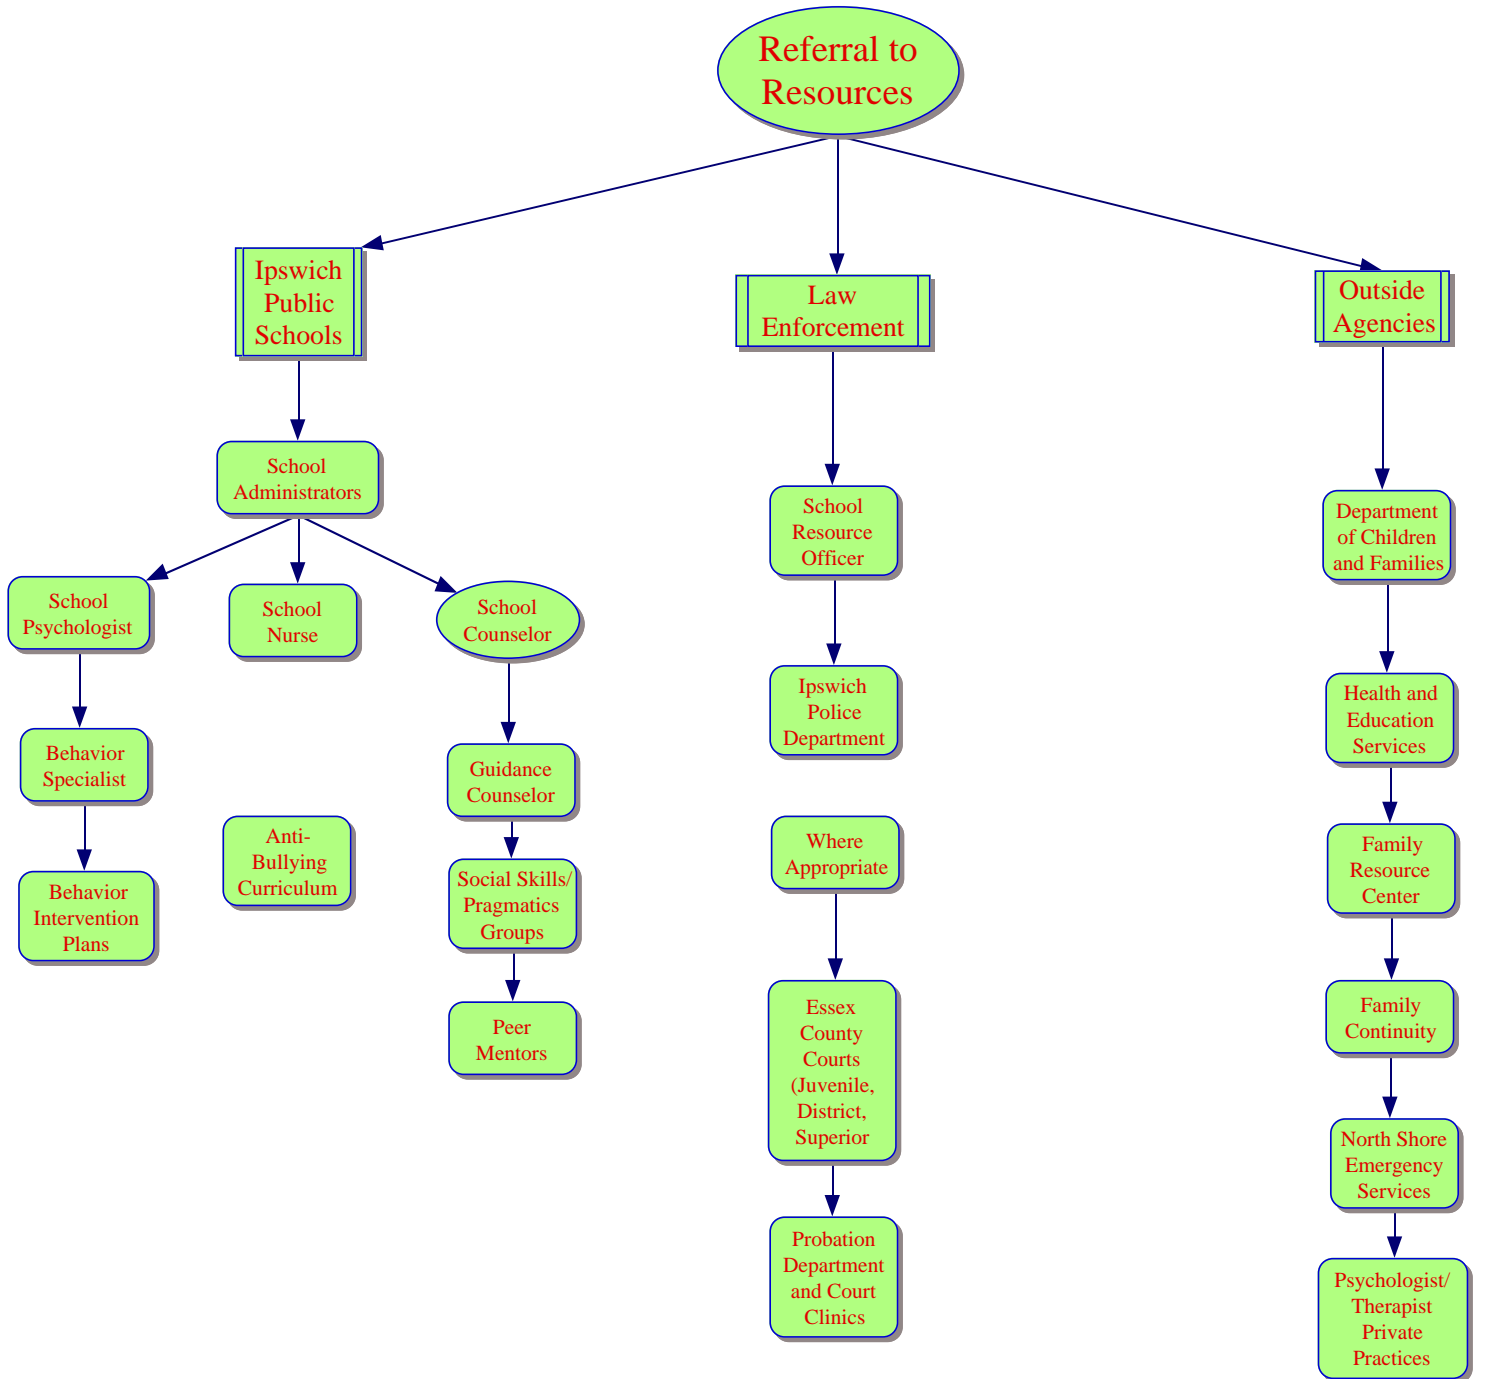 Referral to
Resources
Ipswich
Public
Schools
Law
Enforcement
Outside
Agencies
School
Administrators
School
Resource
Officer
Department
of Children
and Families
School
Psychologist
School
Nurse
School
Counselor
Ipswich
Police
Department
Health and
Education
Services
Behavior
Specialist
Guidance
Counselor
Anti-
Bullying
Curriculum
Where
Appropriate
Family
Resource
Center
Behavior
Intervention
Plans
Social Skills/
Pragmatics
Groups
Peer
Mentors
Essex
County
Courts
(Juvenile,
District,
Superior
Family
Continuity
North Shore
Emergency
Services
Probation
Department
and Court
Clinics
Psychologist/
Therapist
Private
Practices